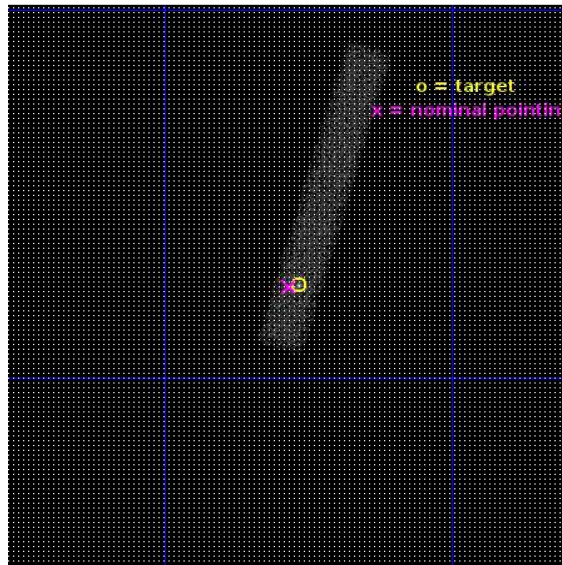 o = target
x = nominal pointin